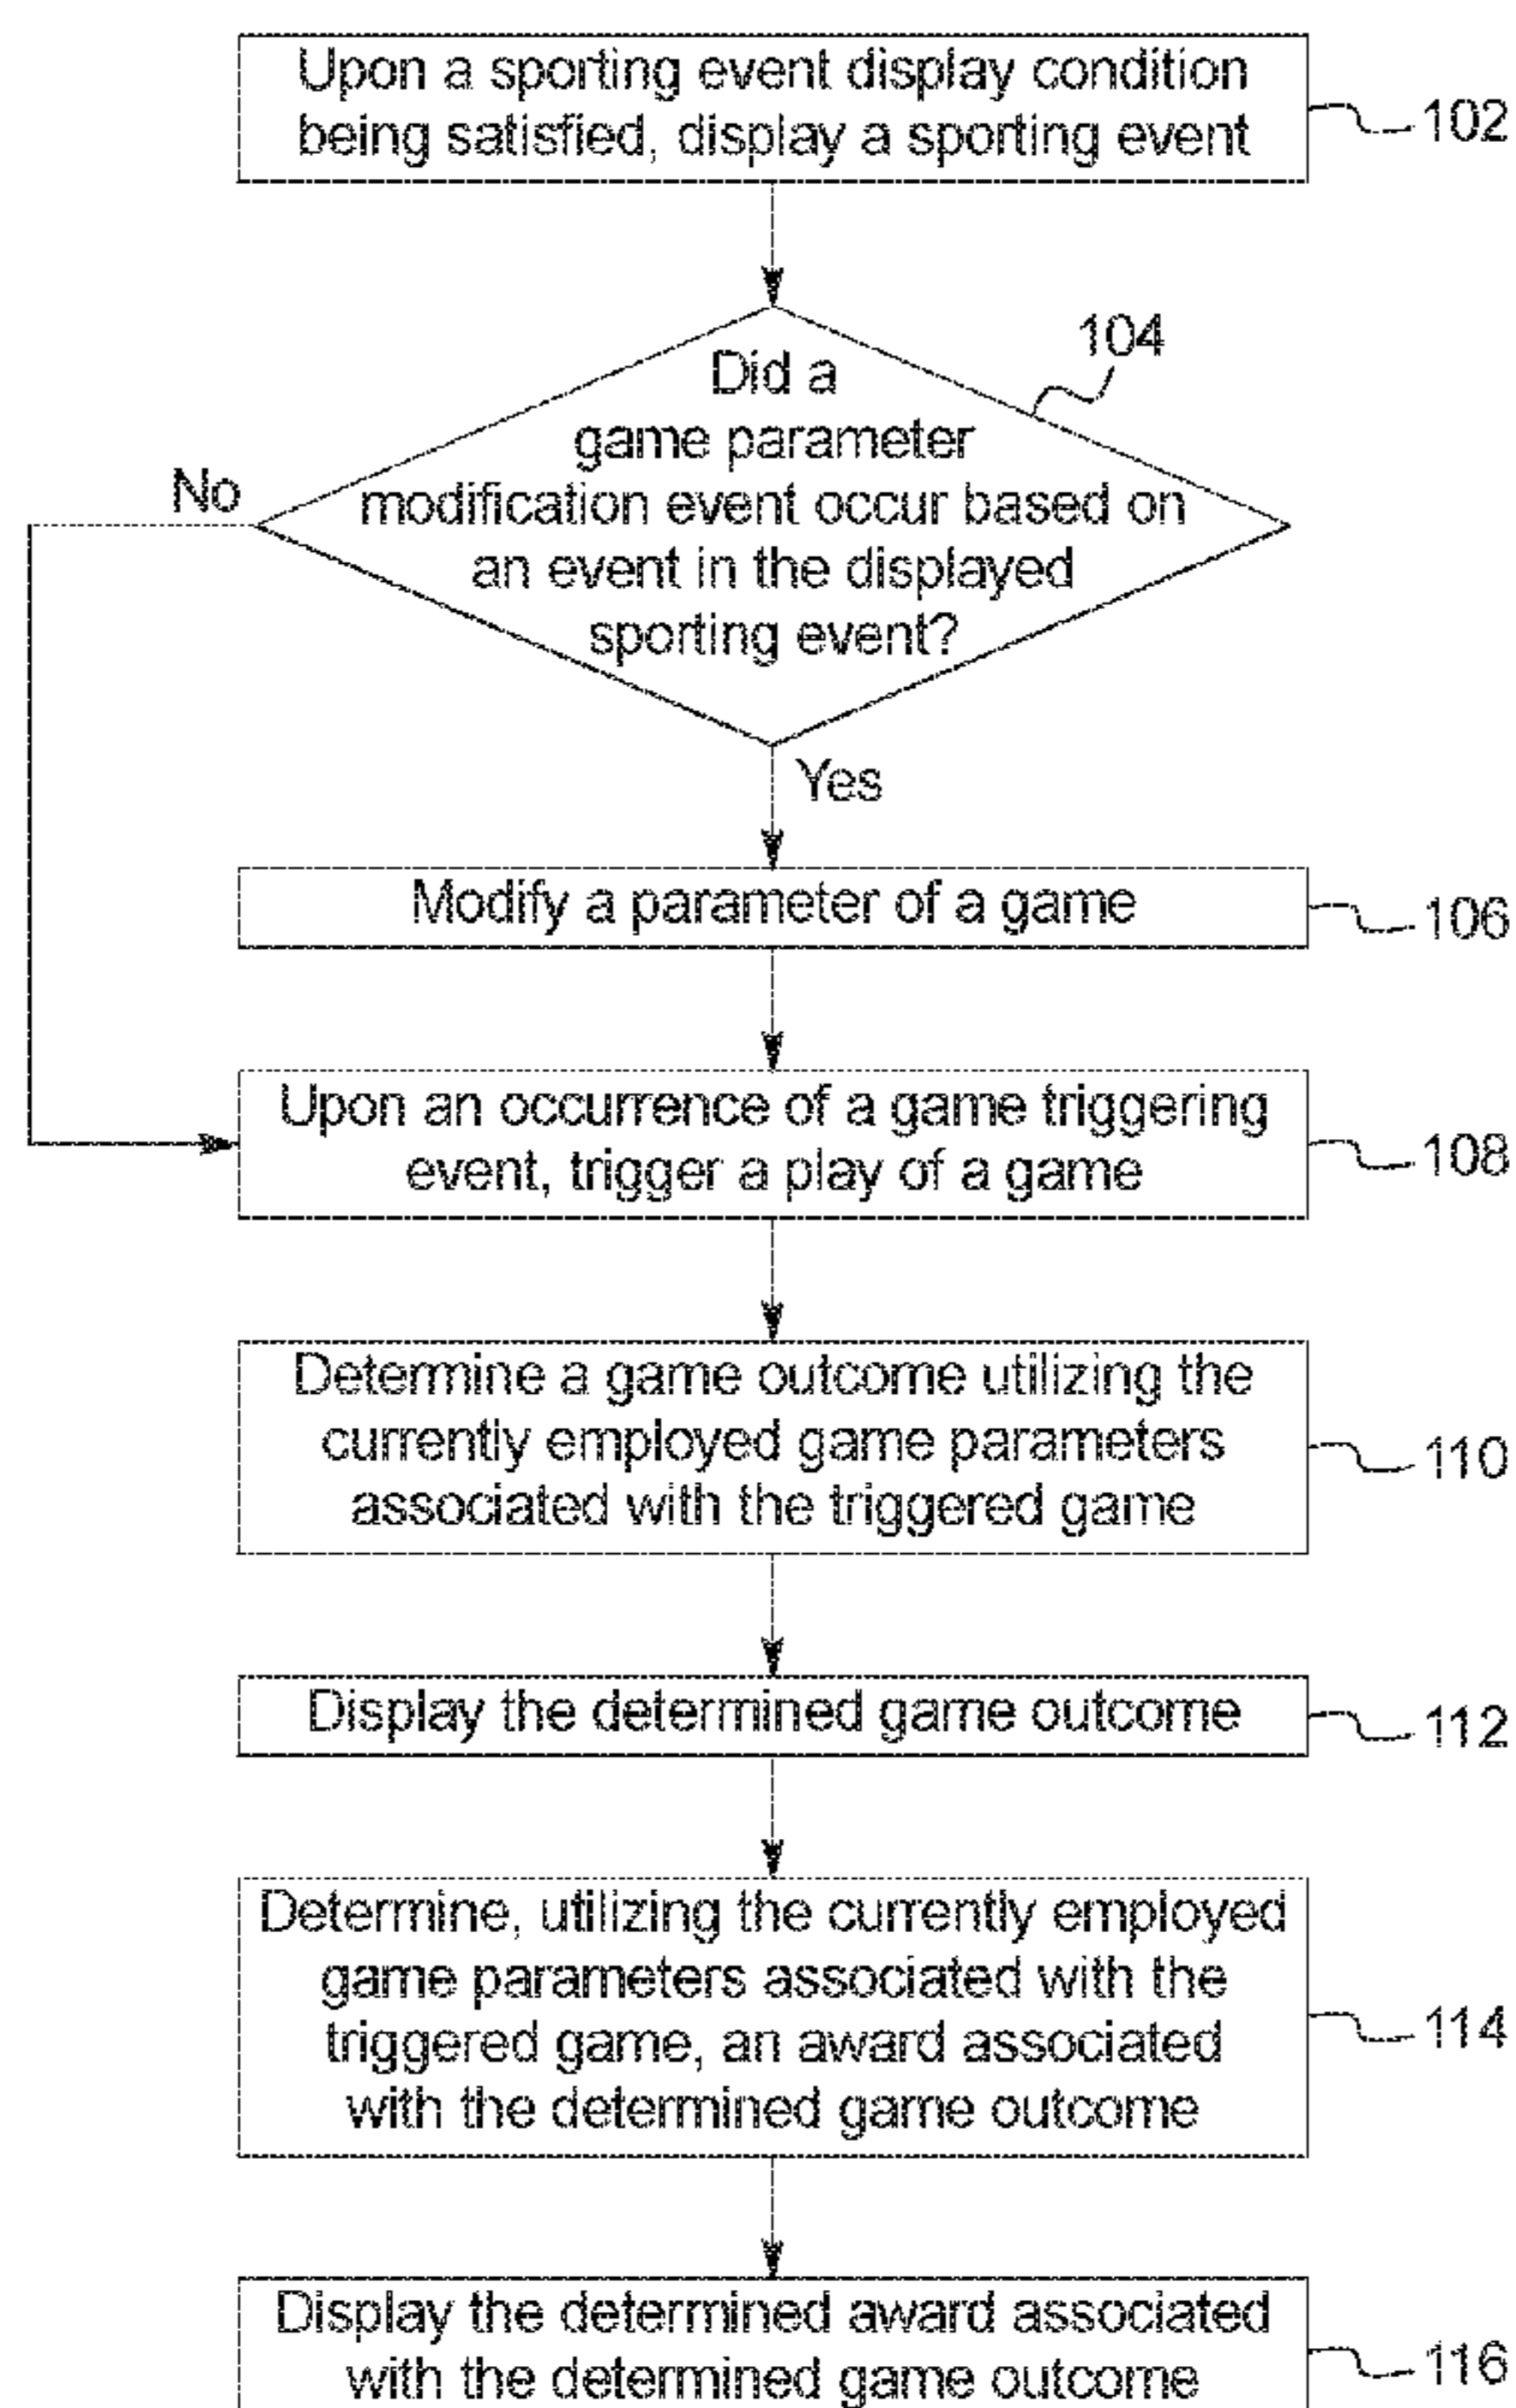 Upon a sporting event display condition
being satisfied, display a sporting event
102
104
Did a
game parameter
modification event occur based on
an event in the displayed
sporting event?
No
Yes
Modify a parameter of a game
106
Upon an occurrence of a game triggering
event, trigger a play of a game
108
Determine a game outcome utilizing the
currently employed game parameters
associated with the triggered game
110
Display the determined game outcome
112
Determine, utilizing the currently employed
game parameters associated with the
triggered game, an award associated
with the determined game outcome
114
Display the determined award associated
with the determined game outcome
116